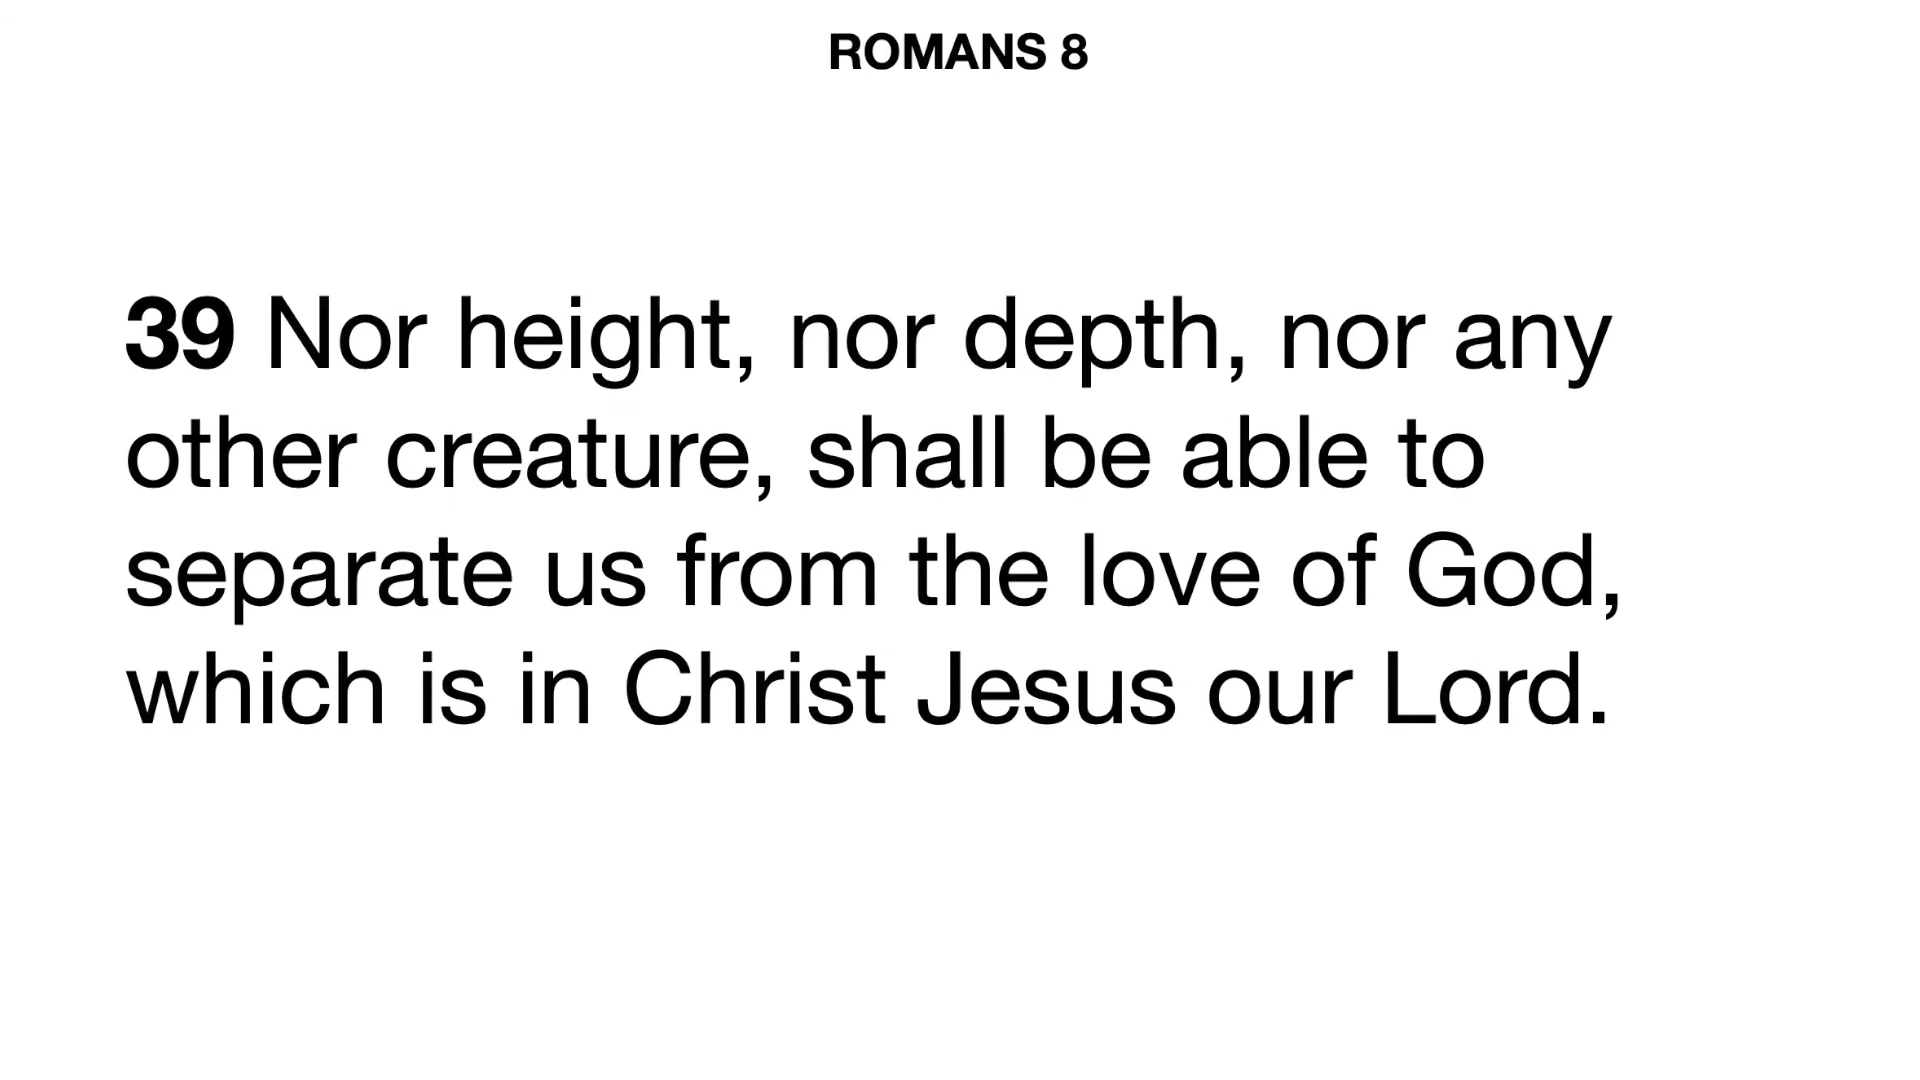 ROMANS 8
39 Nor height, nor depth, nor any
other creature, shall be able to
separate us from the love of God,
which is in Christ Jesus our Lord.